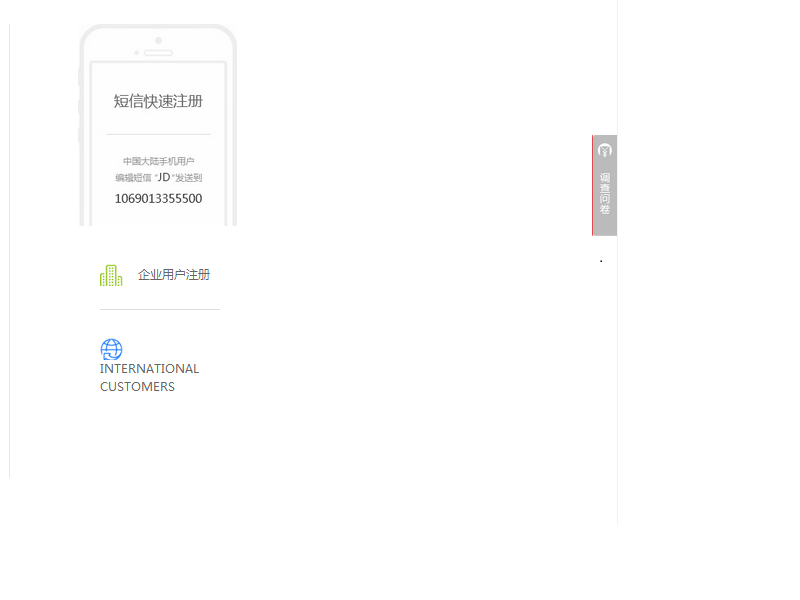 短信快速注册
中国大陆手机用户
编辑短信 “JD”发送到
1069013355500
企业用户注册
INTERNATIONAL
CUSTOMERS
调查问卷